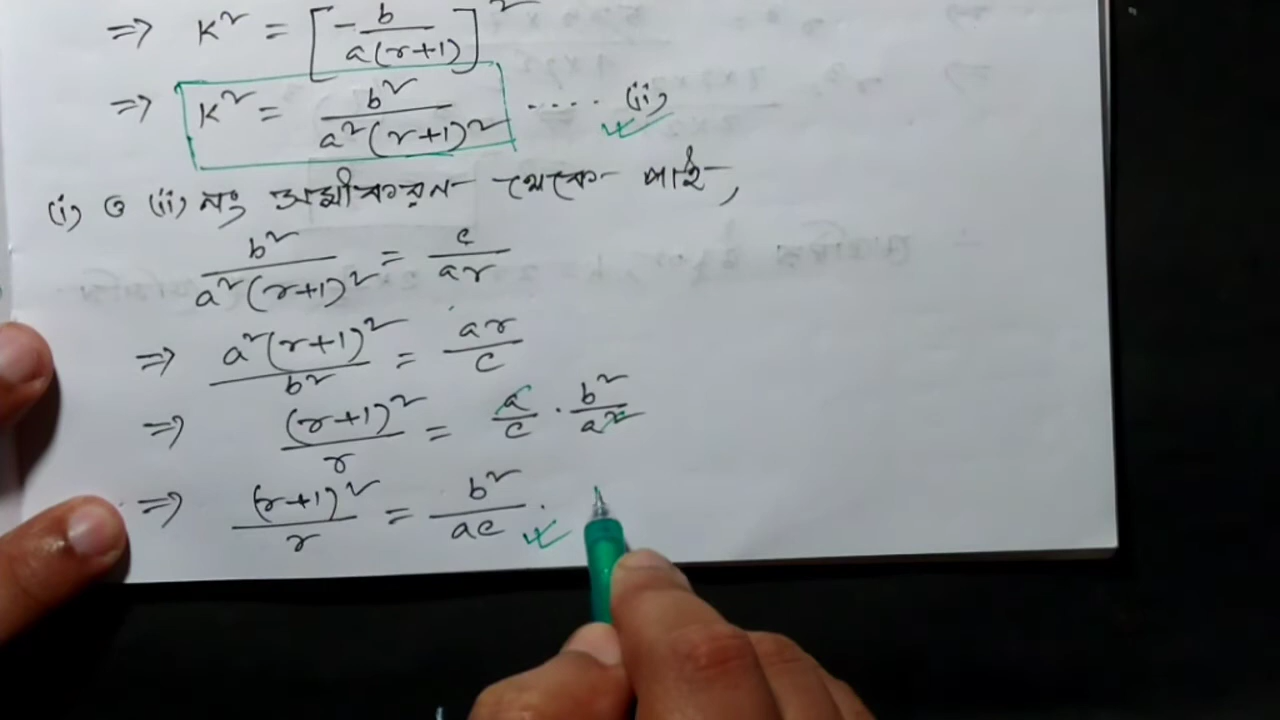 ⇒ K² = [-b/a(r+1)]²
⇒ K² = b²/a²(r+1)² ..... (ii)
(i) ও (ii) নং সমীকরন থেকে পাই,
b²/a²(r+1)² = c/ar
⇒ a²(r+1)²/b² = ar/c
⇒ (r+1)²/r = a/c · b²/a²
⇒ (r+1)²/r = b²/ac .